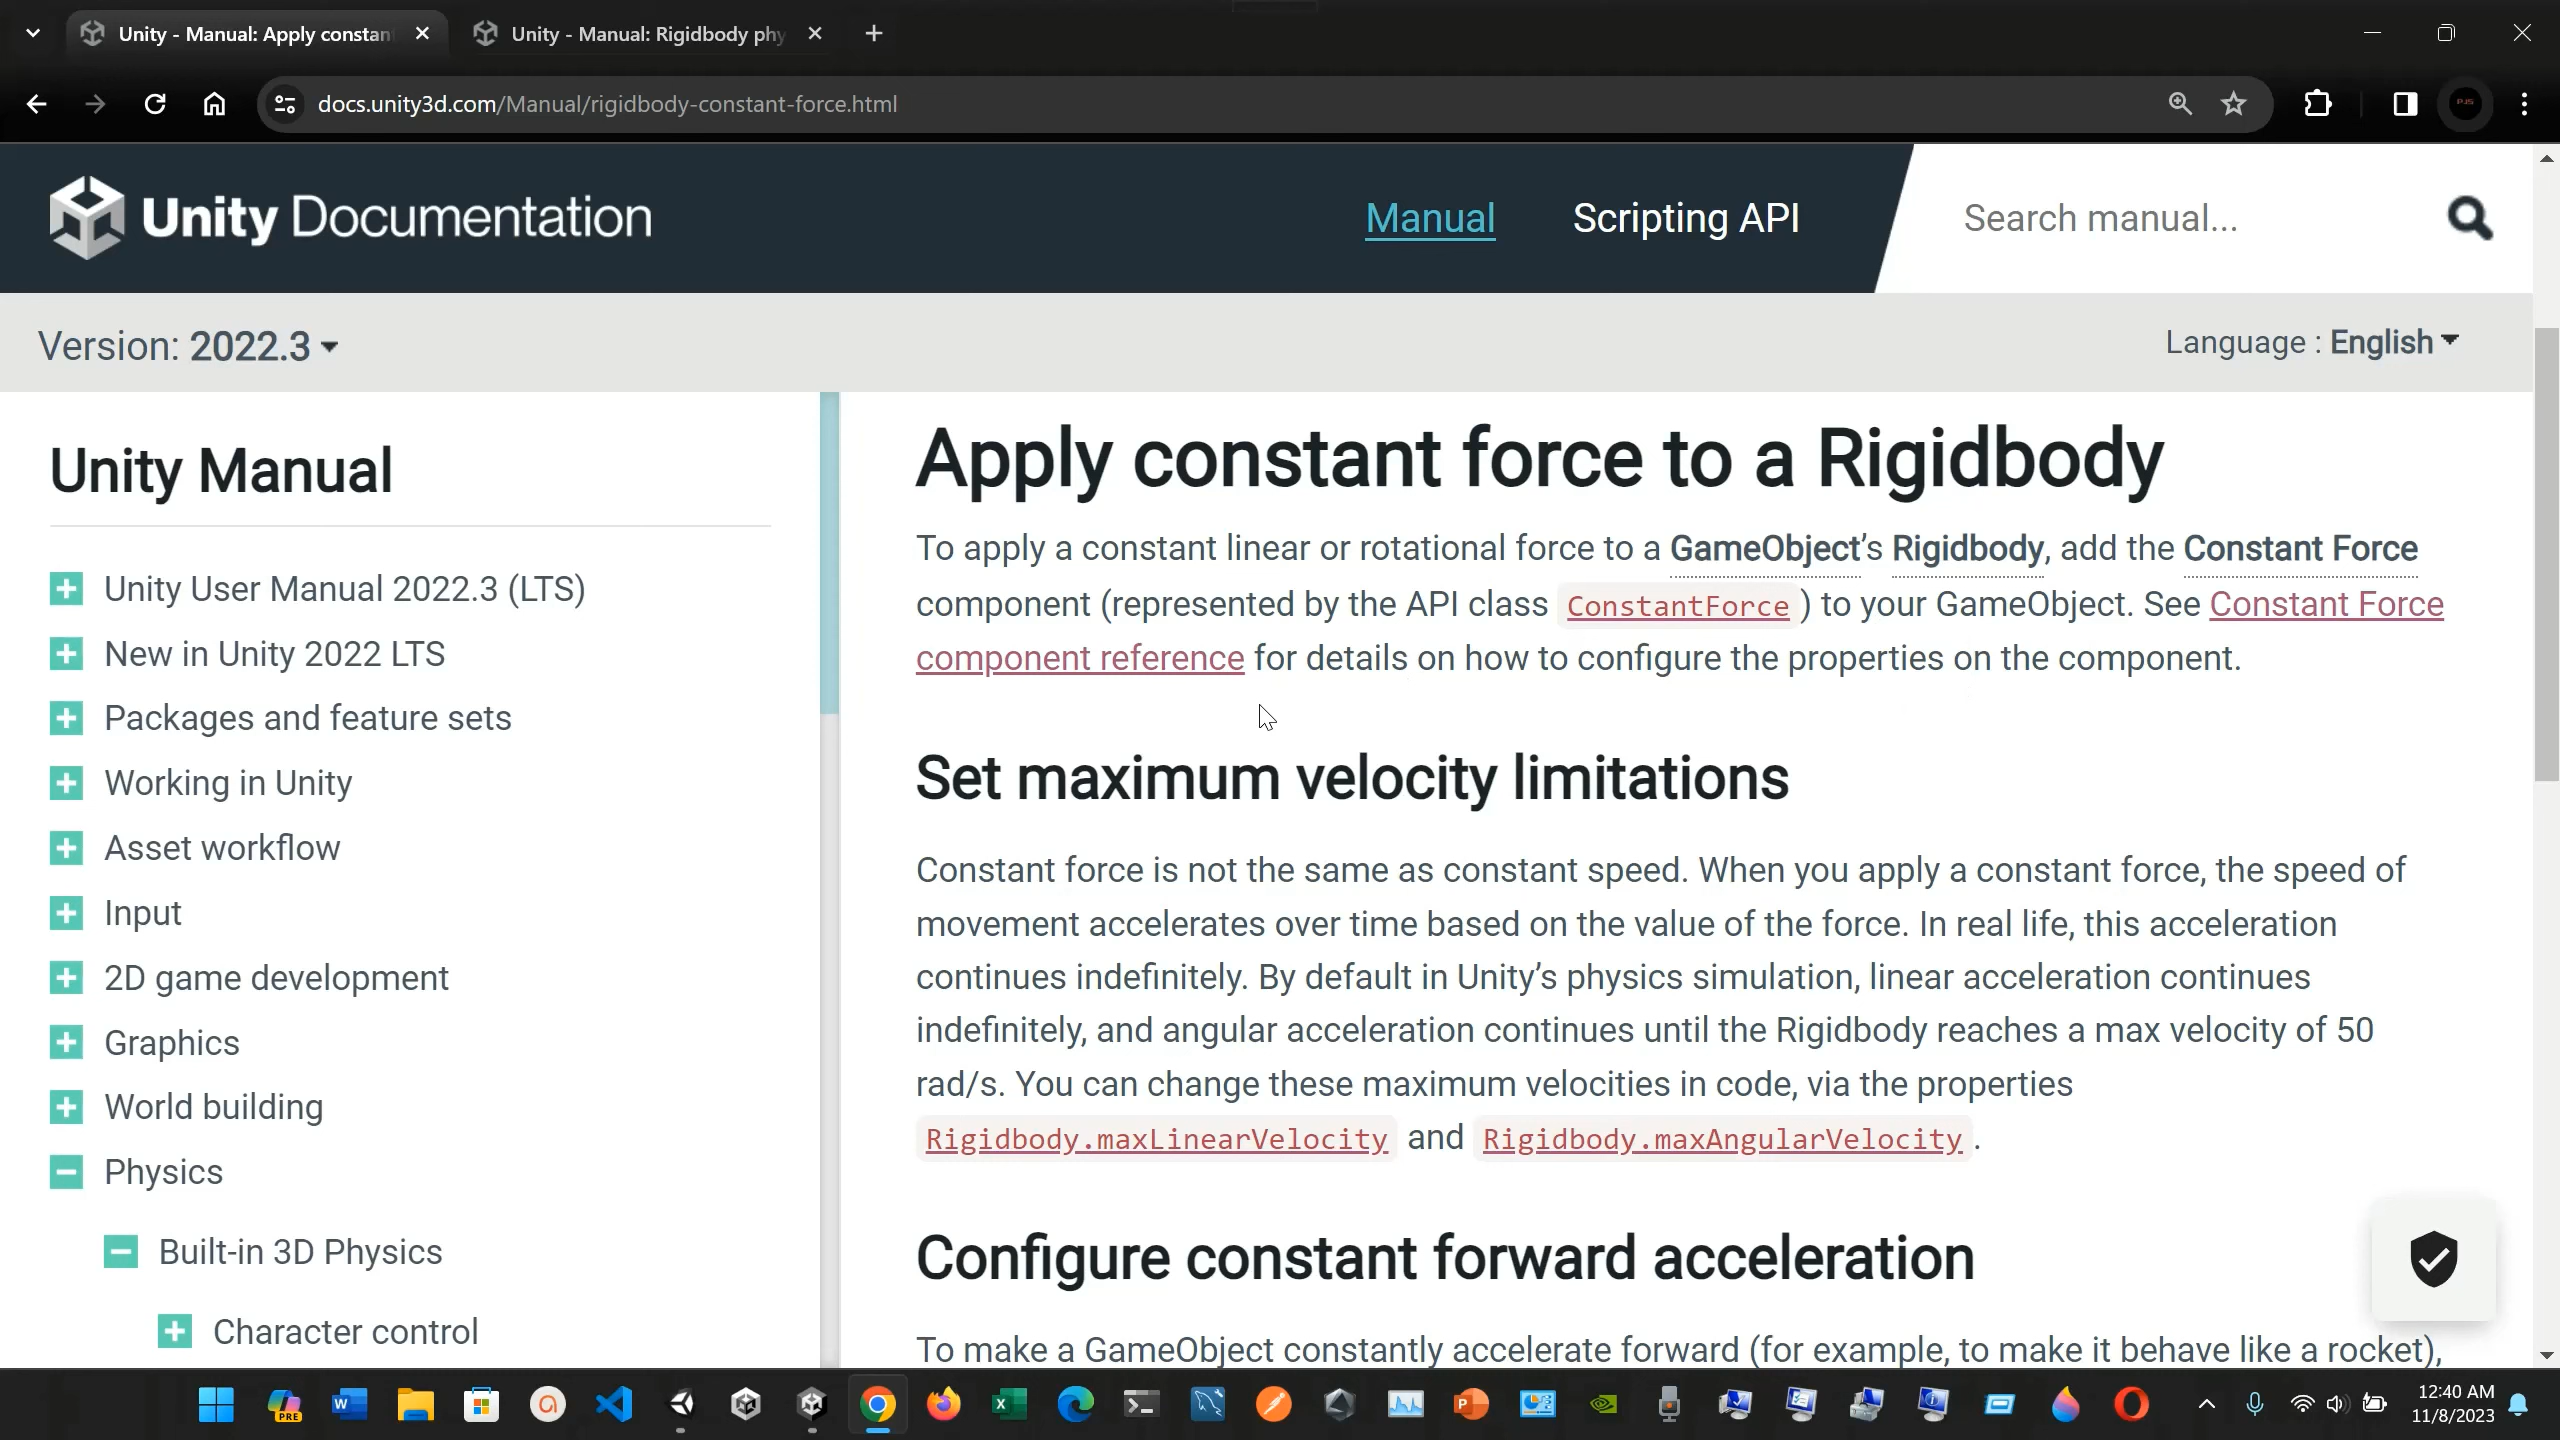 Unity - Manual: Apply constan
Unity - Manual: Rigidbody phy
docs.unity3d.com/Manual/rigidbody-constant-force.html
PJS
Unity Documentation
Manual
Scripting API
Search manual...
Version: 2022.3
Language : English
Unity Manual
Unity User Manual 2022.3 (LTS)
New in Unity 2022 LTS
Packages and feature sets
Working in Unity
Asset workflow
Input
2D game development
Graphics
World building
Physics
Built-in 3D Physics
Character control
Apply constant force to a Rigidbody
To apply a constant linear or rotational force to a GameObject’s Rigidbody, add the Constant Force
component (represented by the API class ConstantForce) to your GameObject. See Constant Force
component reference for details on how to configure the properties on the component.
Set maximum velocity limitations
Constant force is not the same as constant speed. When you apply a constant force, the speed of
movement accelerates over time based on the value of the force. In real life, this acceleration
continues indefinitely. By default in Unity’s physics simulation, linear acceleration continues
indefinitely, and angular acceleration continues until the Rigidbody reaches a max velocity of 50
rad/s. You can change these maximum velocities in code, via the properties
Rigidbody.maxLinearVelocity and Rigidbody.maxAngularVelocity.
Configure constant forward acceleration
To make a GameObject constantly accelerate forward (for example, to make it behave like a rocket),
PRE
12:40 AM
11/8/2023